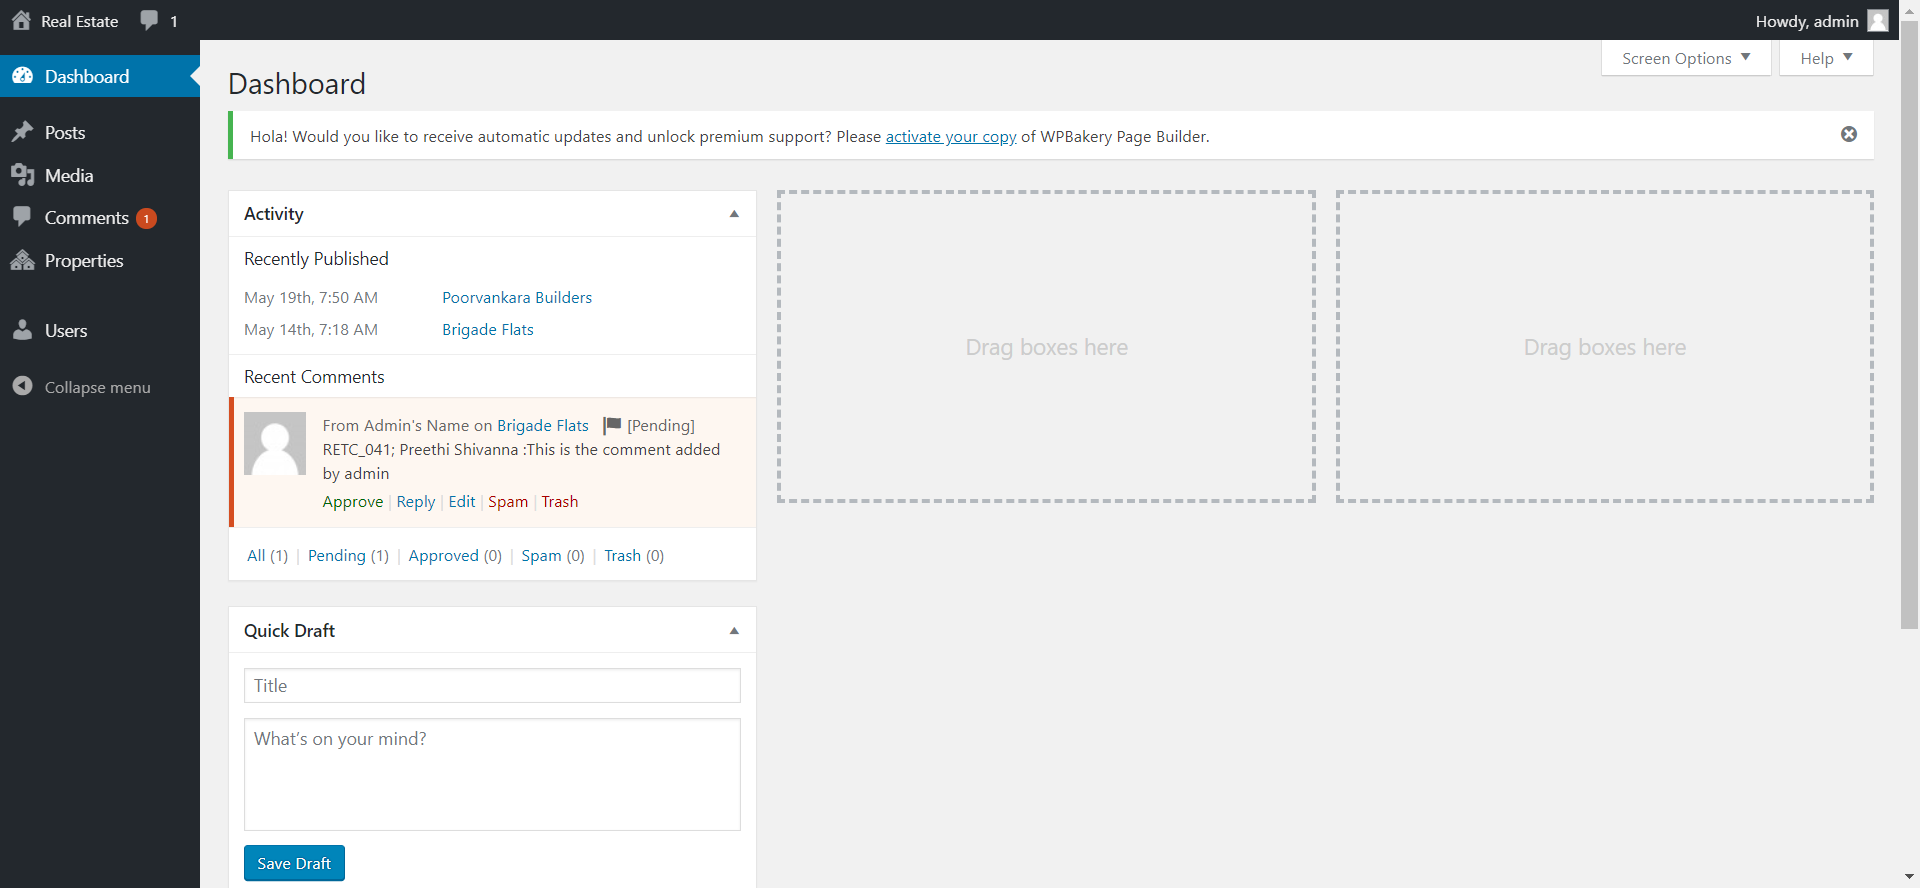 Real Estate 1
Howdy, admin
Dashboard
Posts
Media
Comments 1
Properties
Users
Collapse menu
Screen Options
Help
Dashboard
Hola! Would you like to receive automatic updates and unlock premium support? Please activate your copy of WPBakery Page Builder.
Activity
Recently Published
May 19th, 7:50 AM Poorvankara Builders
May 14th, 7:18 AM Brigade Flats
Recent Comments
From Admin's Name on Brigade Flats [Pending]
RETC_041; Preethi Shivanna :This is the comment added
by admin
Approve | Reply | Edit | Spam | Trash
All (1) | Pending (1) | Approved (0) | Spam (0) | Trash (0)
Quick Draft
Title
What’s on your mind?
Save Draft
Drag boxes here
Drag boxes here